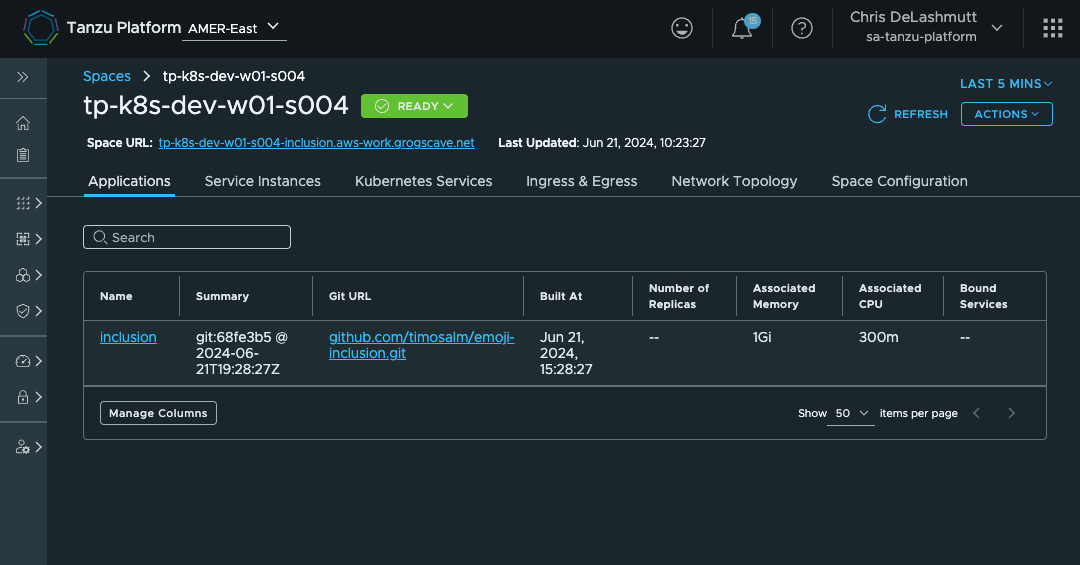 Tanzu Platform AMER-East
15
Chris DeLashmutt
sa-tanzu-platform
Spaces > tp-k8s-dev-w01-s004
LAST 5 MINS
tp-k8s-dev-w01-s004 READY
REFRESH ACTIONS
Space URL: tp-k8s-dev-w01-s004-inclusion.aws-work.grogscave.net Last Updated: Jun 21, 2024, 10:23:27
Applications Service Instances Kubernetes Services Ingress & Egress Network Topology Space Configuration
Search
Name Summary Git URL Built At Number of Replicas Associated Memory Associated CPU Bound Services
inclusion git:68fe3b5 @ 2024-06-21T19:28:27Z github.com/timosalm/emoji-inclusion.git Jun 21, 2024, 15:28:27 -- 1Gi 300m --
Manage Columns Show 50 items per page